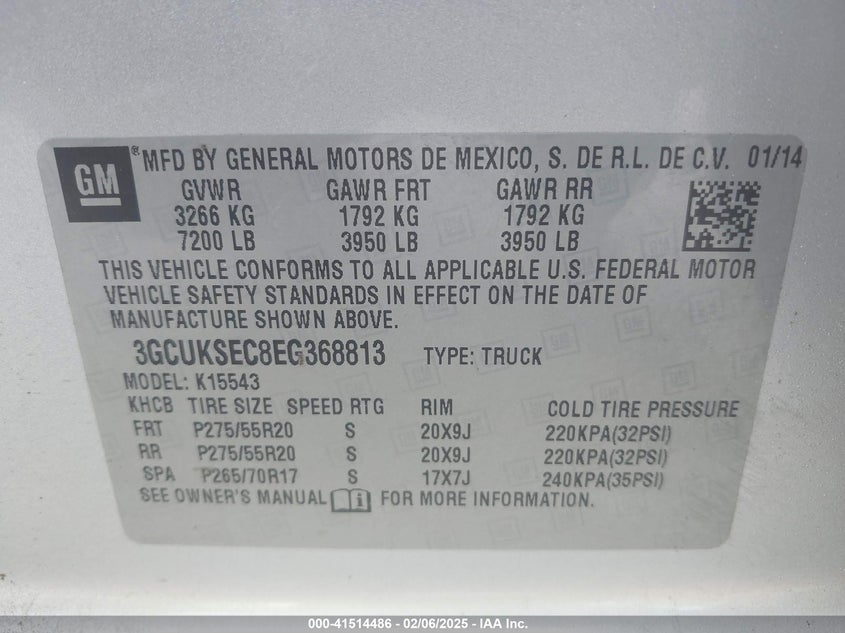 GM ® MFD BY GENERAL MOTORS DE MEXICO, S. DE R.L. DE C.V. 01/14
GVWR GAWR FRT GAWR RR
3266 KG 1792 KG 1792 KG
7200 LB 3950 LB 3950 LB
THIS VEHICLE CONFORMS TO ALL APPLICABLE U.S. FEDERAL MOTOR
VEHICLE SAFETY STANDARDS IN EFFECT ON THE DATE OF
MANUFACTURE SHOWN ABOVE.
3GCUKSEC8EG368813 TYPE: TRUCK
MODEL: K15543
KHCB TIRE SIZE SPEED RTG RIM COLD TIRE PRESSURE
FRT P275/55R20 S 20X9J 220KPA(32PSI)
RR P275/55R20 S 20X9J 220KPA(32PSI)
SPA P265/70R17 S 17X7J 240KPA(35PSI)
SEE OWNER'S MANUAL FOR MORE INFORMATION.
000-41514486 - 02/06/2025 - IAA Inc.